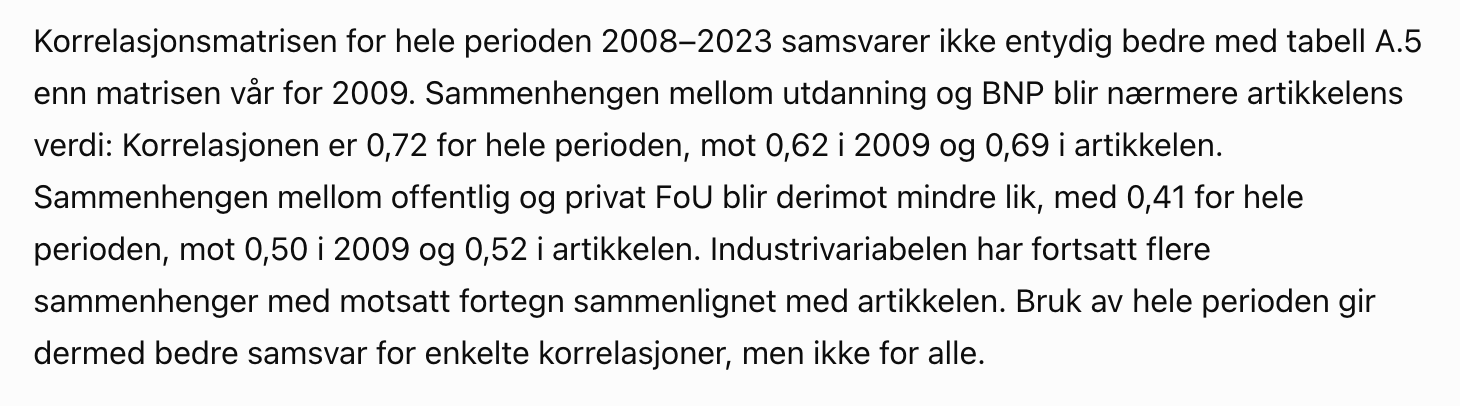 Korrelasjonsmatrisen for hele perioden 2008–2023 samsvarer ikke entydig bedre med tabell A.5
enn matrisen vår for 2009. Sammenhengen mellom utdanning og BNP blir nærmere artikkelens
verdi: Korrelasjonen er 0,72 for hele perioden, mot 0,62 i 2009 og 0,69 i artikkelen.
Sammenhengen mellom offentlig og privat FoU blir derimot mindre lik, med 0,41 for hele
perioden, mot 0,50 i 2009 og 0,52 i artikkelen. Industrivariabelen har fortsatt flere
sammenhenger med motsatt fortegn sammenlignet med artikkelen. Bruk av hele perioden gir
dermed bedre samsvar for enkelte korrelasjoner, men ikke for alle.